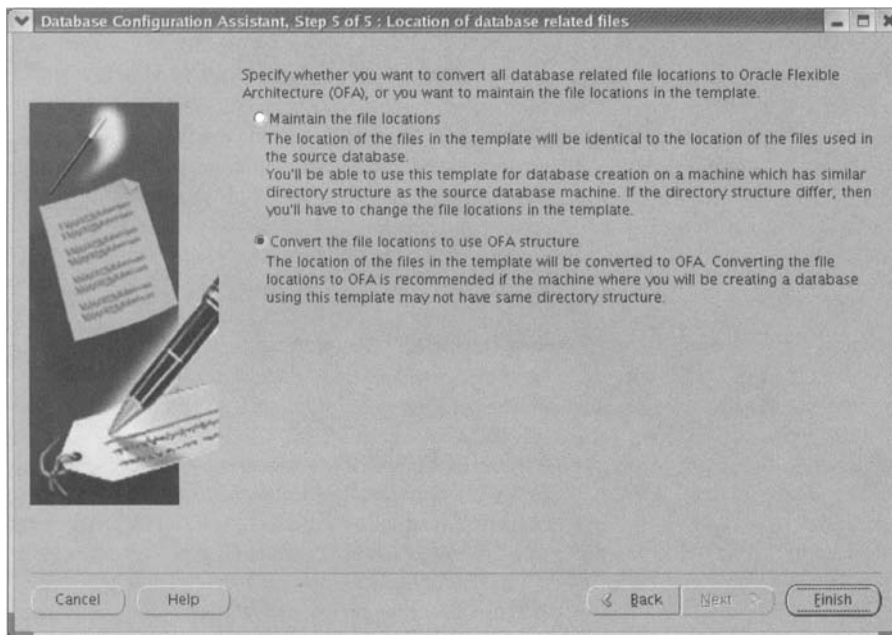 Database Configuration Assistant, Step 5 of 5 : Location of database related files
Specify whether you want to convert all database related file locations to Oracle Flexible
Architecture (OFA), or you want to maintain the file locations in the template.
Maintain the file locations
The location of the files in the template will be identical to the location of the files used in
the source database.
You'll be able to use this template for database creation on a machine which has similar
directory structure as the source database machine. If the directory structure differ, then
you'll have to change the file locations in the template.
Convert the file locations to use OFA structure
The location of the files in the template will be converted to OFA. Converting the file
locations to OFA is recommended if the machine where you will be creating a database
using this template may not have same directory structure.
Cancel
Help
Back
Next
Finish